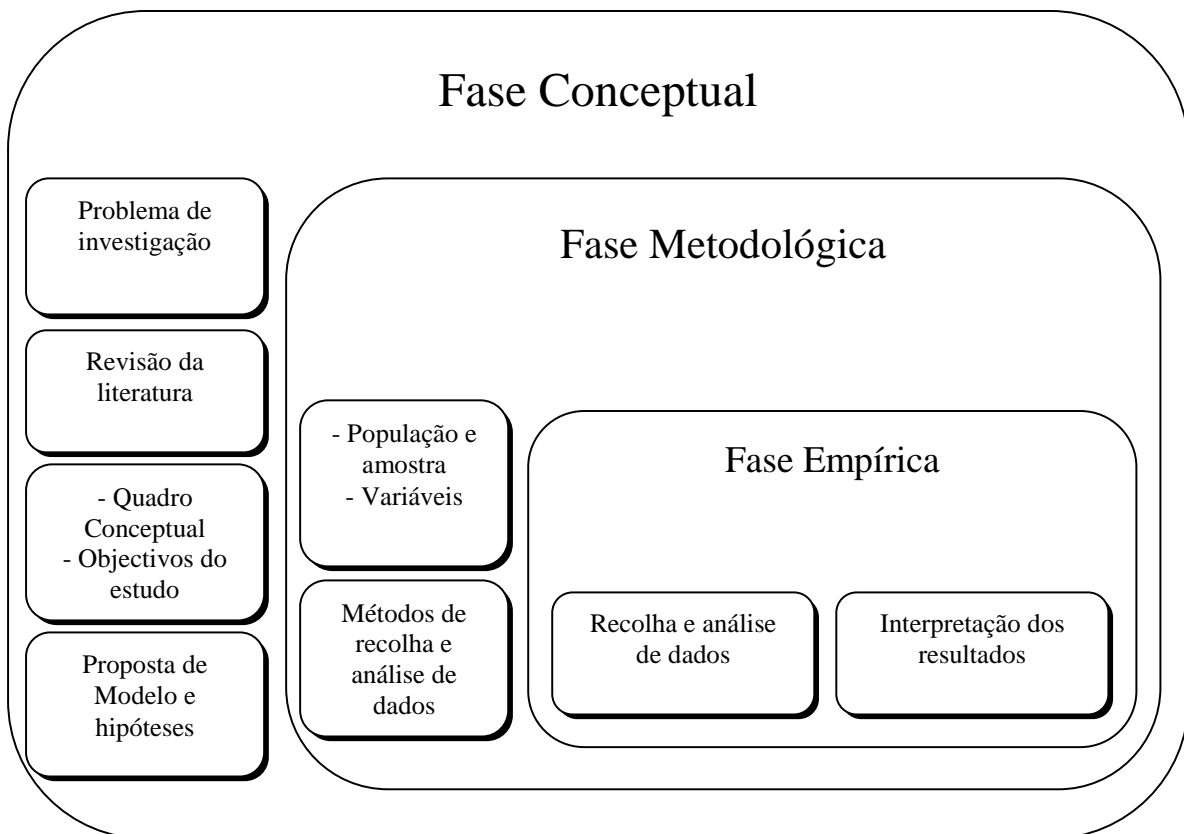 Fase Conceptual
Problema de
investigação
Revisão da
literatura
- Quadro
Conceptual
- Objectivos do
estudo
Proposta de
Modelo e
hipóteses
Fase Metodológica
- População e
amostra
- Variáveis
Métodos de
recolha e
análise de
dados
Fase Empírica
Recolha e análise
de dados
Interpretação dos
resultados